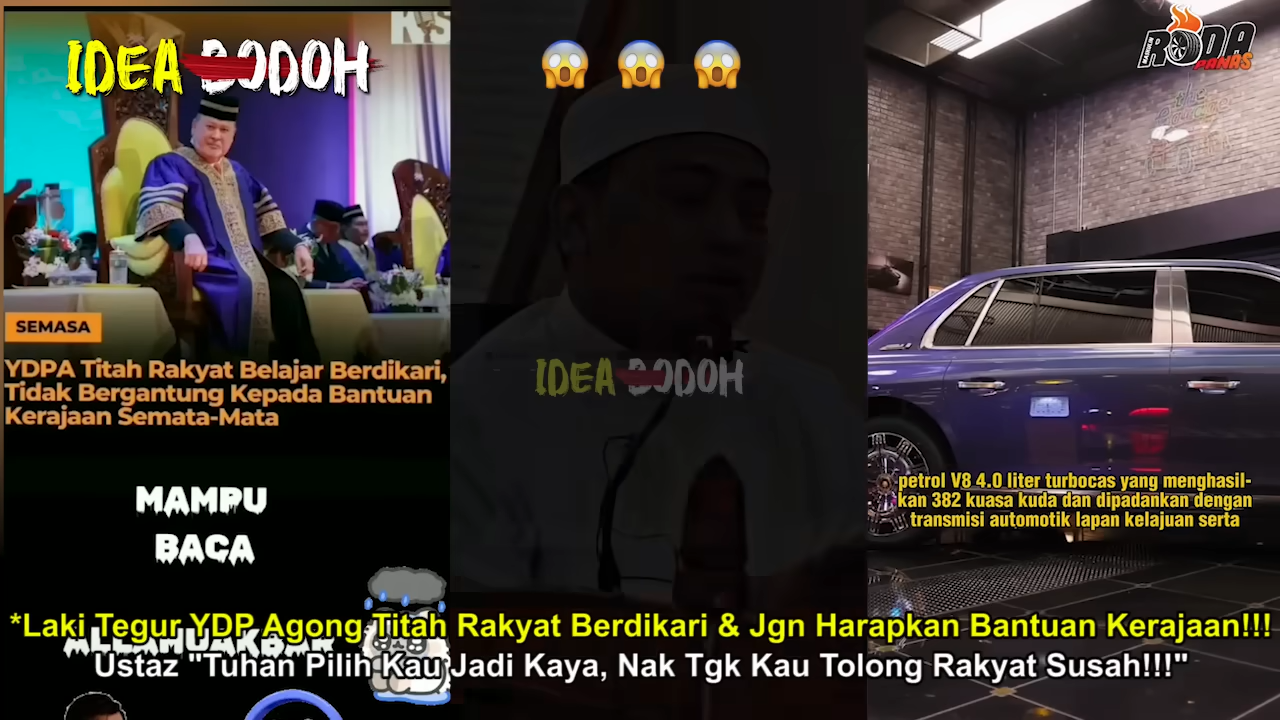 IDEA BODOH
SEMASA
YDPA Titah Rakyat Belajar Berdikari,
Tidak Bergantung Kepada Bantuan
Kerajaan Semata-Mata
MAMPU
BACA
ALLAHUAKBAR
IDEA BODOH
RODA
PANAS
petrol V8 4.0 liter turbocas yang menghasil-
kan 382 kuasa kuda dan dipadankan dengan
transmisi automotik lapan kelajuan serta
*Laki Tegur YDP Agong Titah Rakyat Berdikari & Jgn Harapkan Bantuan Kerajaan!!!
Ustaz "Tuhan Pilih Kau Jadi Kaya, Nak Tgk Kau Tolong Rakyat Susah!!!"